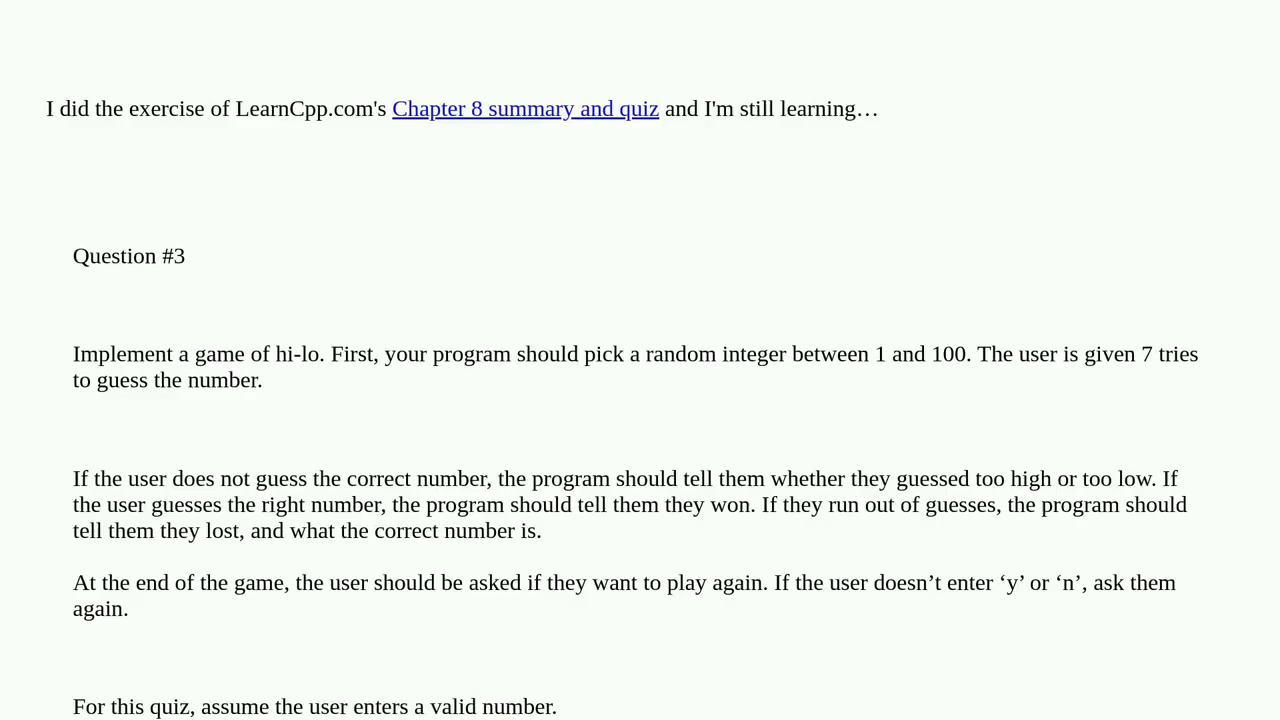 I did the exercise of LearnCpp.com's Chapter 8 summary and quiz and I'm still learning…
Question #3
Implement a game of hi-lo. First, your program should pick a random integer between 1 and 100. The user is given 7 tries
to guess the number.
If the user does not guess the correct number, the program should tell them whether they guessed too high or too low. If
the user guesses the right number, the program should tell them they won. If they run out of guesses, the program should
tell them they lost, and what the correct number is.
At the end of the game, the user should be asked if they want to play again. If the user doesn’t enter ‘y’ or ‘n’, ask them
again.
For this quiz, assume the user enters a valid number.